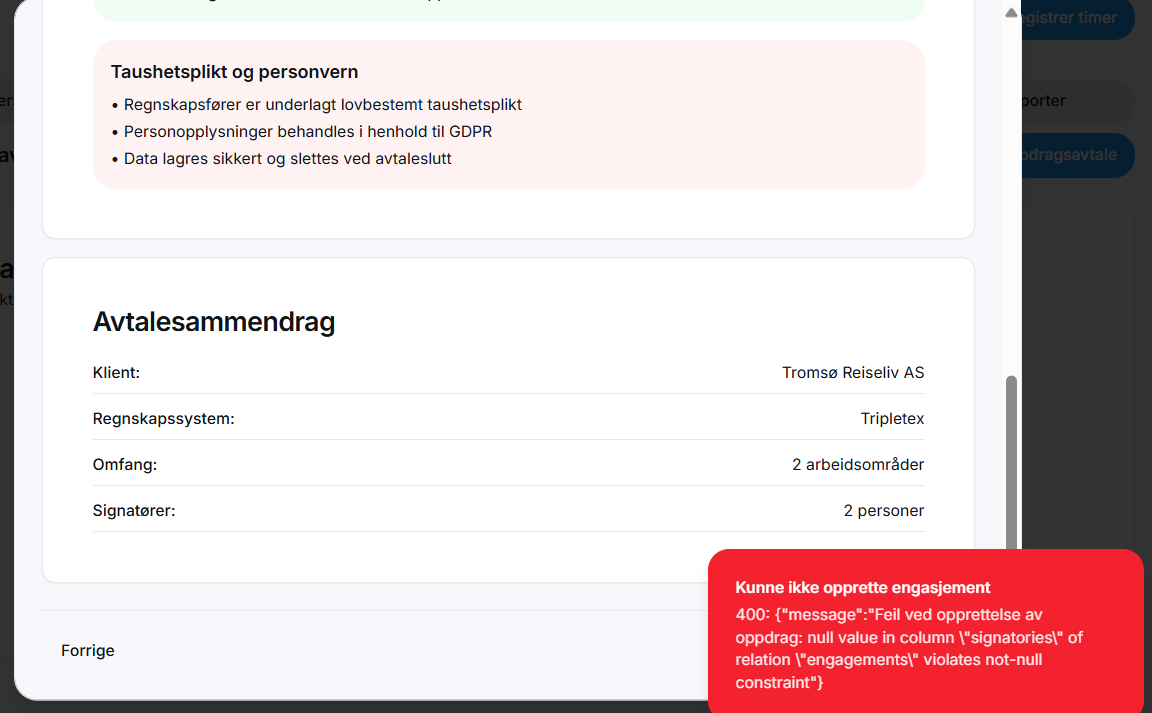 egistrer timer
Taushetsplikt og personvern
• Regnskapsfører er underlagt lovbestemt taushetsplikt
• Personopplysninger behandles i henhold til GDPR
• Data lagres sikkert og slettes ved avtaleslutt
er
porter
av
pdragsavtale
a
kt
Avtalesammendrag
Klient: Tromsø Reiseliv AS
Regnskapssystem: Tripletex
Omfang: 2 arbeidsområder
Signatører: 2 personer
Forrige
Kunne ikke opprette engasjement
400: {"message":"Feil ved opprettelse av
oppdrag: null value in column \"signatories\" of
relation \"engagements\" violates not-null
constraint"}